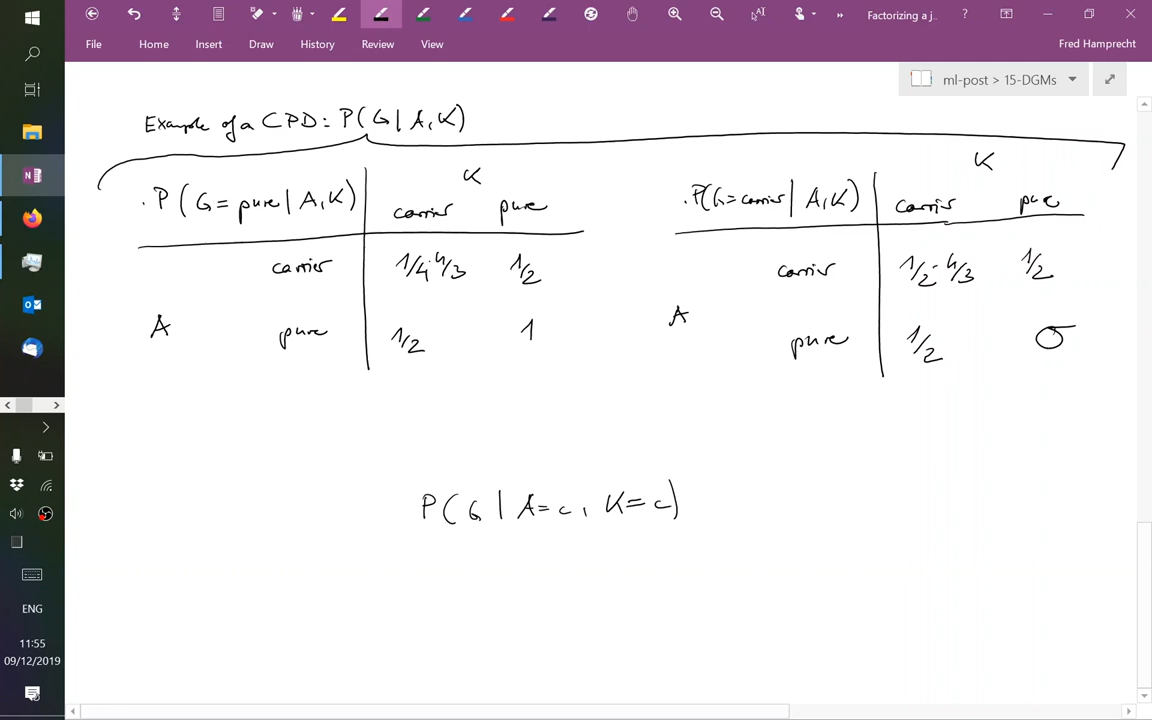 Factorizing a j...
?
File Home Insert Draw History Review View
Fred Hamprecht
ml-post > 15-DGMs
Example of a CPD: P(G | A, K)
K
K
P(G = pure | A, K) carrier pure
P(G = carrier | A, K) carrier pure
carrier 1/4 · 4/3 1/2
carrier 1/2 · 4/3 1/2
A pure 1/2 1
A pure 1/2 0
P(G | A = c, K = c)
ENG
11:55
09/12/2019